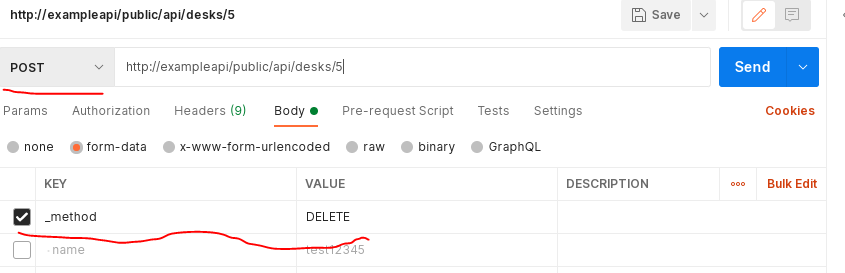 http://exampleapi/public/api/desks/5 Save
POST http://exampleapi/public/api/desks/5 Send
Params Authorization Headers (9) Body Pre-request Script Tests Settings Cookies
none form-data x-www-form-urlencoded raw binary GraphQL
KEY VALUE DESCRIPTION Bulk Edit
_method DELETE
name test12345